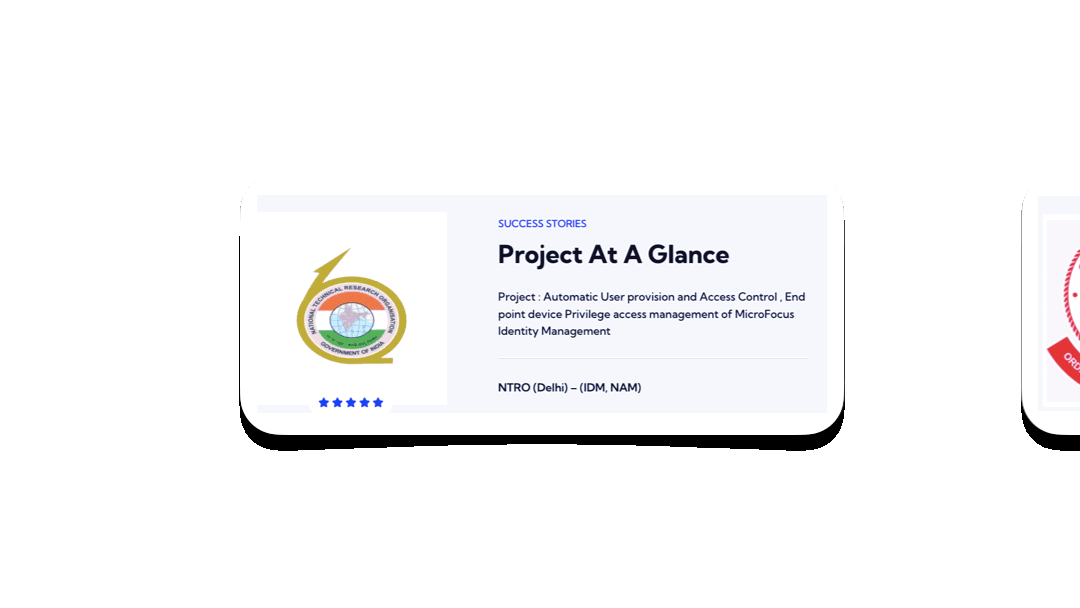 SUCCESS STORIES
Project At A Glance
Project : Automatic User provision and Access Control , End
point device Privilege access management of MicroFocus
Identity Management
NTRO (Delhi) – (IDM, NAM)
NATIONAL TECHNICAL RESEARCH ORGANISATION
GOVERNMENT OF INDIA